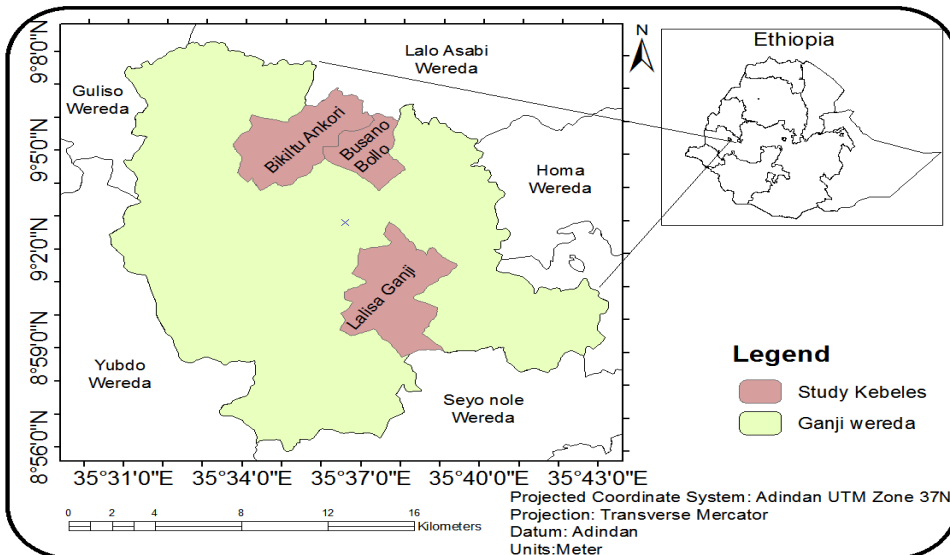 Ethiopia
Lalo Asabi
Wereda
Guliso
Wereda
Bikiltu Ankori
Busano
Bollo
Homa
Wereda
Lalisa Ganji
Yubdo
Wereda
Seyo nole
Wereda
9°8'0"N
9°5'0"N
9°2'0"N
8°59'0"N
8°56'0"N
35°31'0"E
35°34'0"E
35°37'0"E
35°40'0"E
35°43'0"E
N
Legend
Study Kebeles
Ganji wereda
0 2 4 8 12 16
Kilometers
Projected Coordinate System: Adindan UTM Zone 37N
Projection: Transverse Mercator
Datum: Adindan
Units:Meter